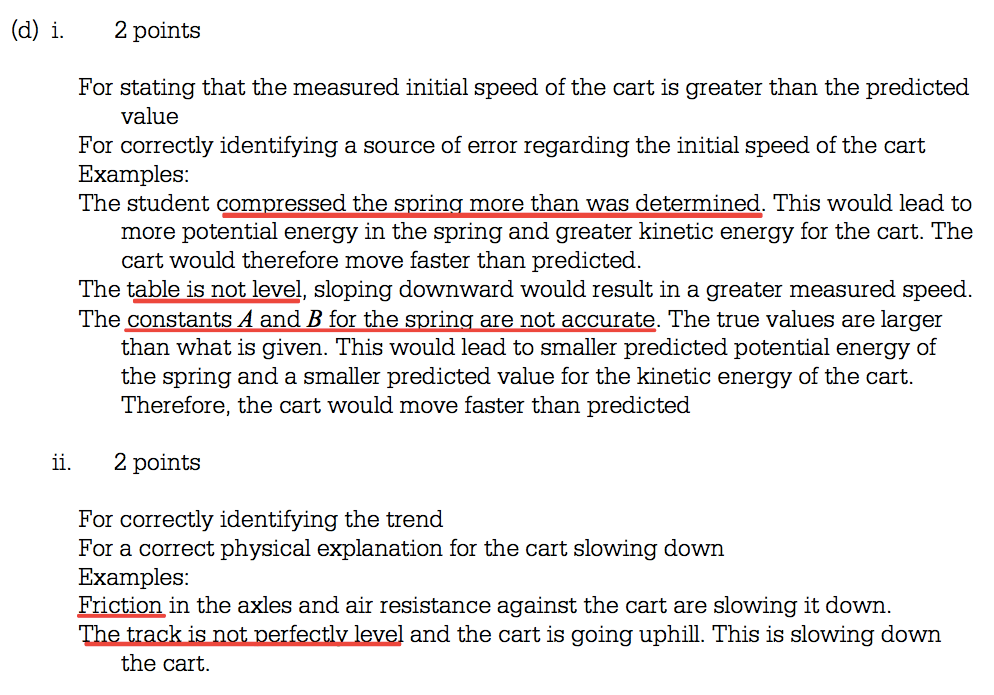 (d) i. 2 points
For stating that the measured initial speed of the cart is greater than the predicted
value
For correctly identifying a source of error regarding the initial speed of the cart
Examples:
The student compressed the spring more than was determined. This would lead to
more potential energy in the spring and greater kinetic energy for the cart. The
cart would therefore move faster than predicted.
The table is not level, sloping downward would result in a greater measured speed.
The constants A and B for the spring are not accurate. The true values are larger
than what is given. This would lead to smaller predicted potential energy of
the spring and a smaller predicted value for the kinetic energy of the cart.
Therefore, the cart would move faster than predicted
ii. 2 points
For correctly identifying the trend
For a correct physical explanation for the cart slowing down
Examples:
Friction in the axles and air resistance against the cart are slowing it down.
The track is not perfectly level and the cart is going uphill. This is slowing down
the cart.